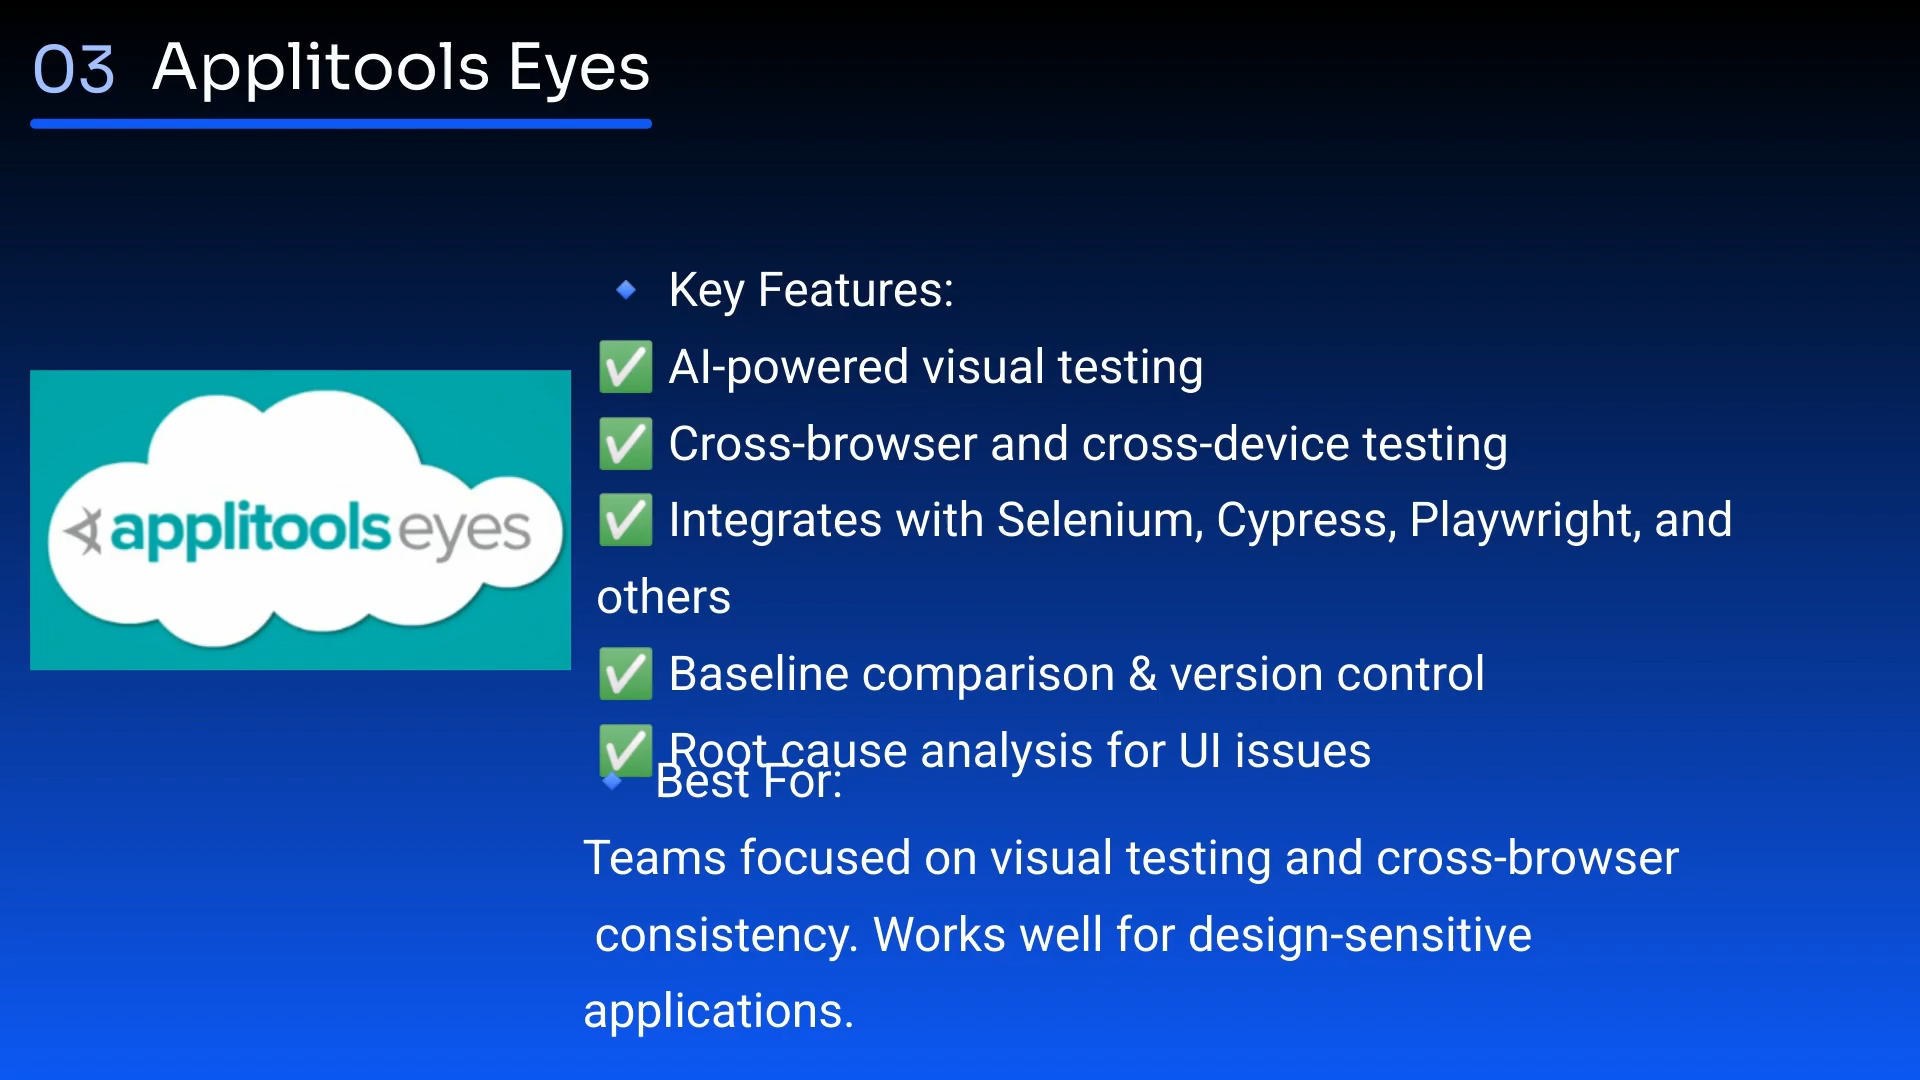 03 Applitools Eyes
applitools eyes
🔹 Key Features:
✅ AI-powered visual testing
✅ Cross-browser and cross-device testing
✅ Integrates with Selenium, Cypress, Playwright, and
others
✅ Baseline comparison & version control
✅ Root cause analysis for UI issues
🔹 Best For:
Teams focused on visual testing and cross-browser
consistency. Works well for design-sensitive
applications.